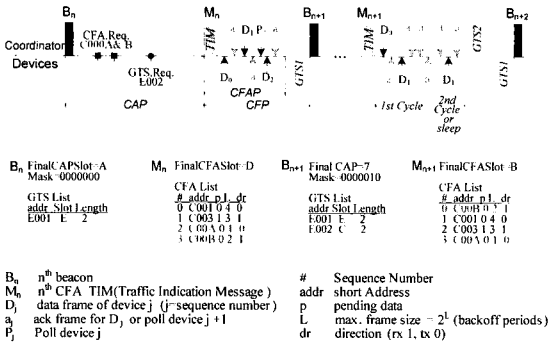 Bn Mn Bn+1 Mn+1 Bn+2
CFA.Req.
C000A& B
TIM
D1 P
TIM
D3
GTS2
Coordinator
Devices
...
GTS.Req.
E002
D0 D2
GTS1
D1
GTS1
CFAP
CAP
CFP
1st Cycle
2nd
Cycle
or
sleep
Bn FinalCAPSlot=A
Mask=0000000
GTS List
addr Slot Length
E001 E 2
Mn FinalCFASlot=D
CFA List
# addr p L dr
0 C001 0 4 0
1 C003 1 3 1
2 C00A 0 1 0
3 C00B 0 2 1
Bn+1 Final CAP=7
Mask=0000010
GTS List
addr Slot Length
E001 E 2
E002 C 2
Mn+1 FinalCFASlot=B
CFA List
# addr p L dr
0 C00B 0 2 1
1 C001 0 4 0
2 C003 1 3 1
3 C00A 0 1 0
Bn nth beacon
Mn nth CFA TIM(Traffic Indication Message )
Dj data frame of device j (j=sequence number)
aj ack frame for Dj or poll device j +1
Pj Poll device j
# Sequence Number
addr short Address
p pending data
L max. frame size = 2L (backoff periods)
dr direction (rx 1, tx 0)